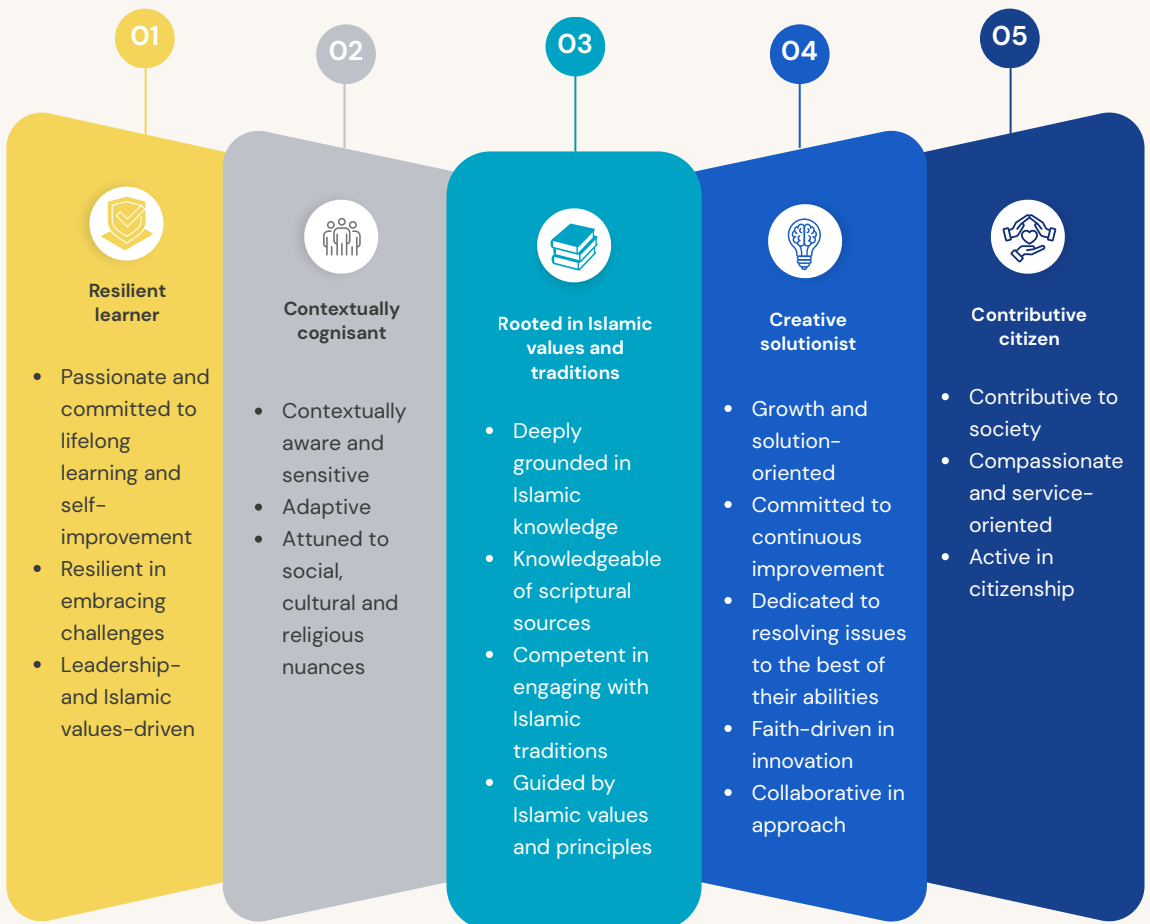 01
Resilient
learner
• Passionate and
committed to
lifelong
learning and
self-
improvement
• Resilient in
embracing
challenges
• Leadership-
and Islamic
values-driven
02
Contextually
cognisant
• Contextually
aware and
sensitive
• Adaptive
• Attuned to
social,
cultural and
religious
nuances
03
Rooted in Islamic
values and
traditions
• Deeply
grounded in
Islamic
knowledge
• Knowledgeable
of scriptural
sources
• Competent in
engaging with
Islamic
traditions
• Guided by
Islamic values
and principles
04
Creative
solutionist
• Growth and
solution-
oriented
• Committed to
continuous
improvement
• Dedicated to
resolving issues
to the best of
their abilities
• Faith-driven in
innovation
• Collaborative in
approach
05
Contributive
citizen
• Contributive to
society
• Compassionate
and service-
oriented
• Active in
citizenship